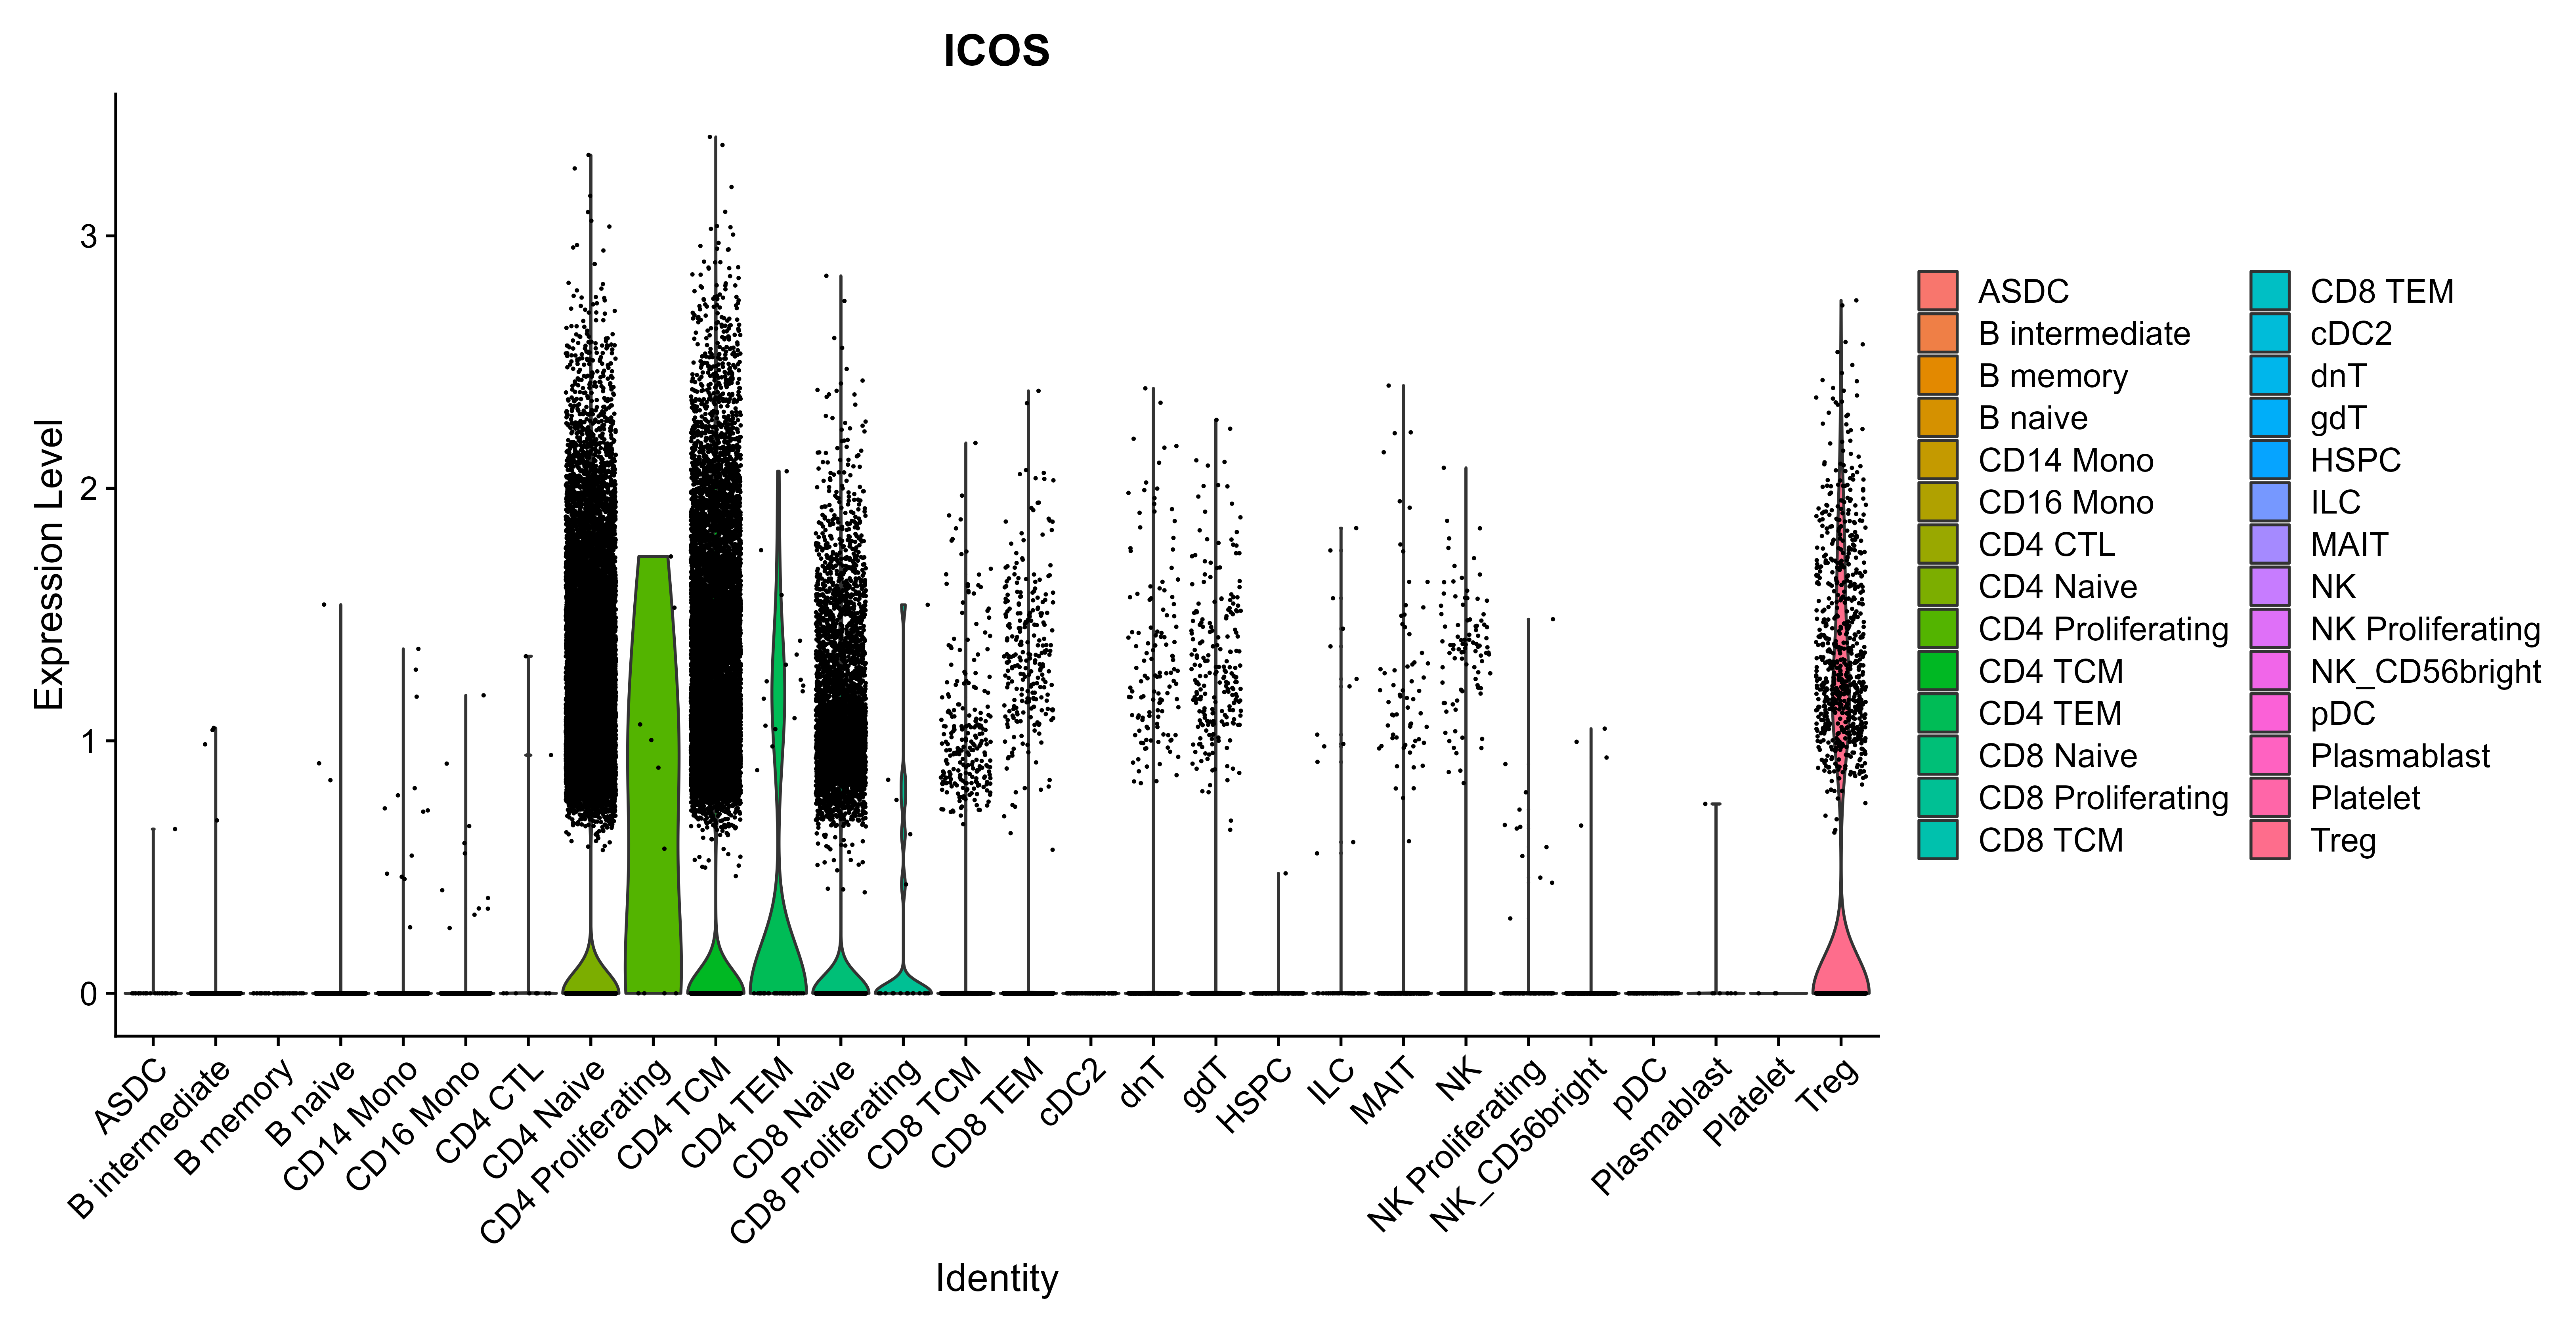 ICOS
Expression Level
3
2
1
0
ASDC
B intermediate
B memory
B naive
CD14 Mono
CD16 Mono
CD4 CTL
CD4 Naive
CD4 Proliferating
CD4 TCM
CD4 TEM
CD8 Naive
CD8 Proliferating
CD8 TCM
CD8 TEM
cDC2
dnT
gdT
HSPC
ILC
MAIT
NK
NK Proliferating
NK_CD56bright
pDC
Plasmablast
Platelet
Treg
Identity
ASDC
B intermediate
B memory
B naive
CD14 Mono
CD16 Mono
CD4 CTL
CD4 Naive
CD4 Proliferating
CD4 TCM
CD4 TEM
CD8 Naive
CD8 Proliferating
CD8 TCM
CD8 TEM
cDC2
dnT
gdT
HSPC
ILC
MAIT
NK
NK Proliferating
NK_CD56bright
pDC
Plasmablast
Platelet
Treg